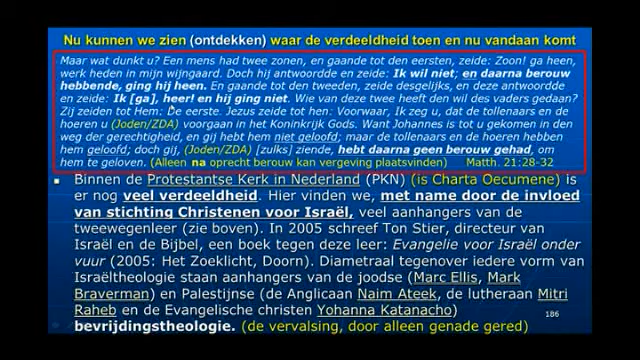 Nu kunnen we zien (ontdekken) waar de verdeeldheid toen en nu vandaan komt
Maar wat dunkt u? Een mens had twee zonen, en gaande tot den eersten, zeide: Zoon! ga heen,
werk heden in mijn wijngaard. Doch hij antwoordde en zeide: Ik wil niet; en daarna berouw
hebbende, ging hij heen. En gaande tot den tweeden, zeide desgelijks, en deze antwoordde
en zeide: Ik [ga], heer! en hij ging niet. Wie van deze twee heeft den wil des vaders gedaan?
Zij zeiden tot Hem: De eerste. Jezus zeide tot hen: Voorwaar, Ik zeg u, dat de tollenaars en de
hoeren u (Joden/ZDA) voorgaan in het Koninkrijk Gods. Want Johannes is tot u gekomen in den
weg der gerechtigheid, en gij hebt hem niet geloofd; maar de tollenaars en de hoeren hebben
hem geloofd; doch gij, (Joden/ZDA) [zulks] ziende, hebt daarna geen berouw gehad, om
hem te geloven. (Alleen na oprecht berouw kan vergeving plaatsvinden) Matth. 21:28-32
Binnen de Protestantse Kerk in Nederland (PKN) (is Charta Oecumene) is
er nog veel verdeeldheid. Hier vinden we, met name door de invloed
van stichting Christenen voor Israël, veel aanhangers van de
tweewegenleer (zie boven). In 2005 schreef Ton Stier, directeur van
Israël en de Bijbel, een boek tegen deze leer: Evangelie voor Israël onder
vuur (2005: Het Zoeklicht, Doorn). Diametraal tegenover iedere vorm van
Israëltheologie staan aanhangers van de joodse (Marc Ellis, Mark
Braverman) en Palestijnse (de Anglicaan Naim Ateek, de lutheraan Mitri
Raheb en de Evangelische christen Yohanna Katanacho)
bevrijdingstheologie. (de vervalsing, door alleen genade gered)
186